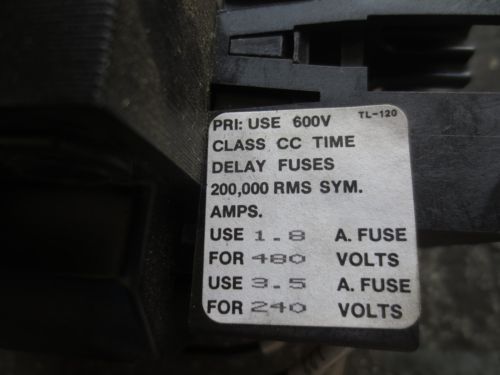 TL-120
PRI: USE 600V
CLASS CC TIME
DELAY FUSES
200,000 RMS SYM.
AMPS.
USE 1.8 A. FUSE
FOR 480 VOLTS
USE 3.5 A. FUSE
FOR 240 VOLTS